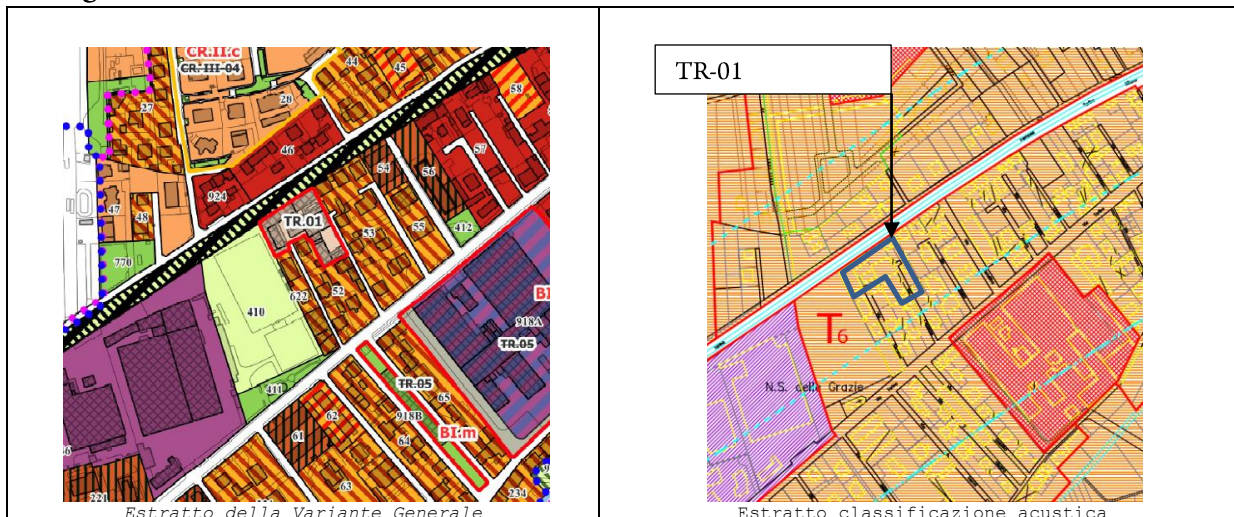 TR-01
CR.II.c
CR.III-04
44
45
27
28
58
46
57
54
56
47
48
924
TR.01
53
55
412
770
410
622
52
BI
918A
TR.05
411
TR.05
65
62
918B
64
BI.m
61
63
221
234
T6
N.S. delle Grazie
Estratto della Variante Generale
Estratto classificazione acustica